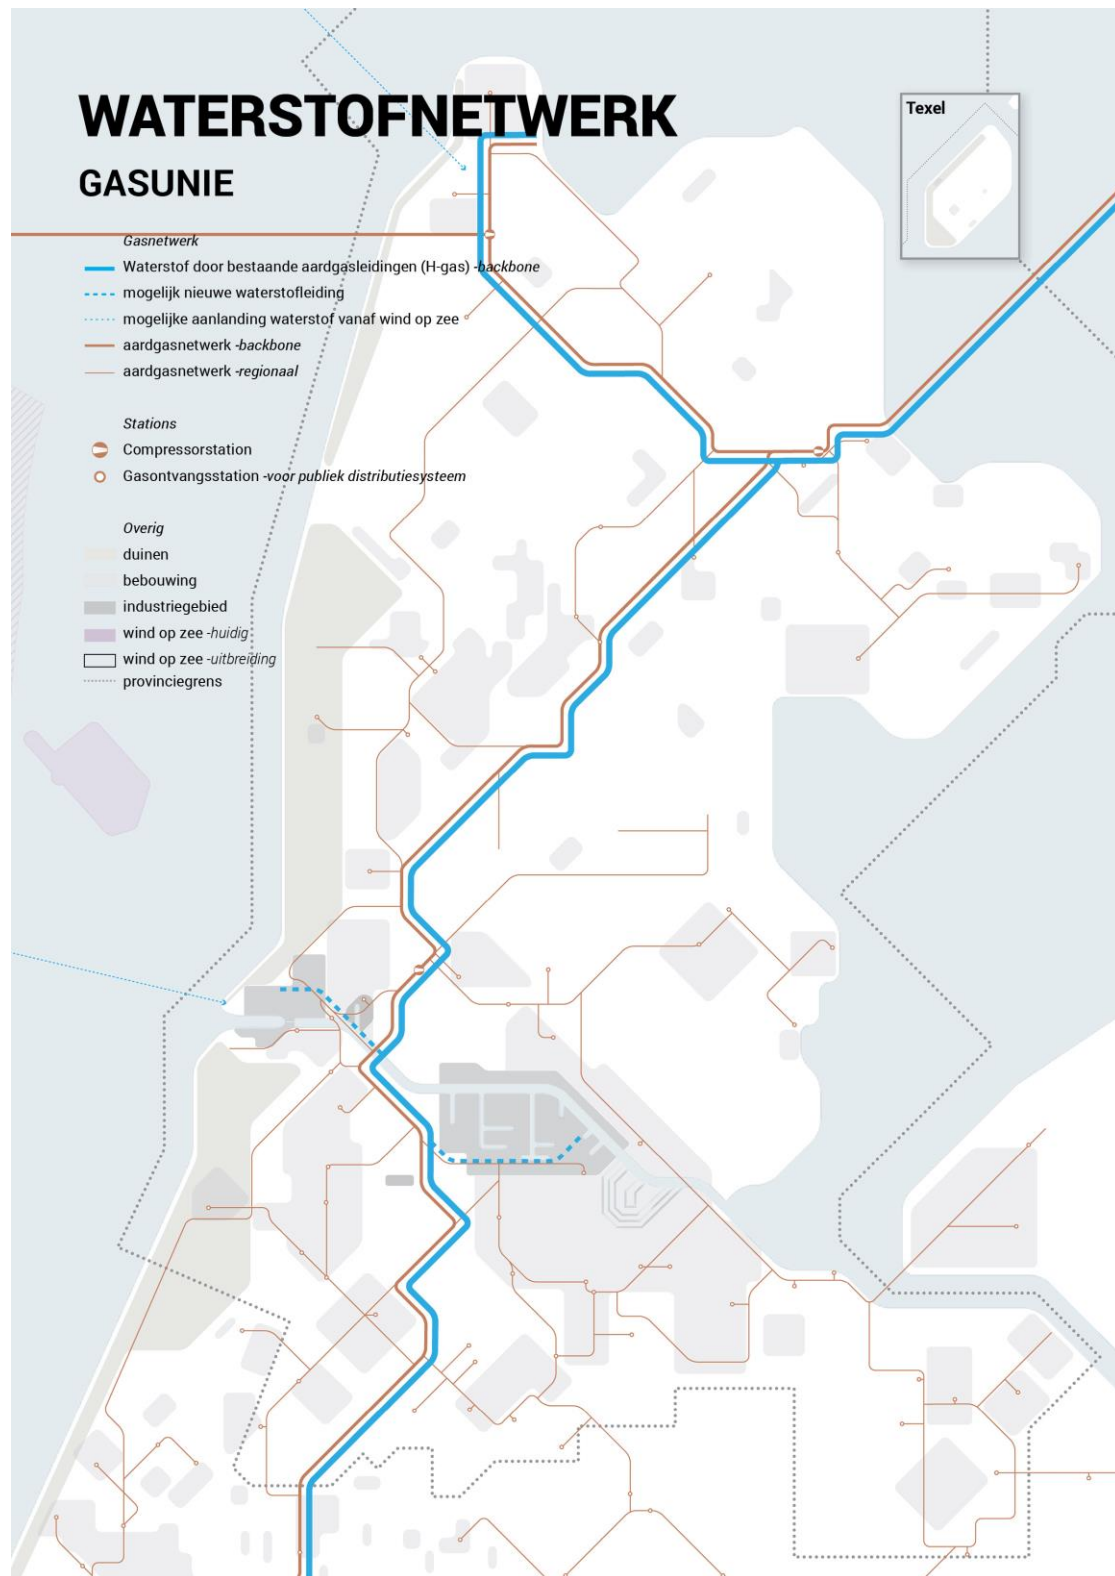 WATERSTOFNETWERK
GASUNIE
Texel
Gasnetwerk
Waterstof door bestaande aardgasleidingen (H-gas) -backbone
mogelijk nieuwe waterstofleiding
mogelijke aanlanding waterstof vanaf wind op zee
aardgasnetwerk -backbone
aardgasnetwerk -regionaal
Stations
Compressorstation
Gasontvangsstation -voor publiek distributiesysteem
Overig
duinen
bebouwing
industriegebied
wind op zee -huidig
wind op zee -uitbreiding
provinciegrens